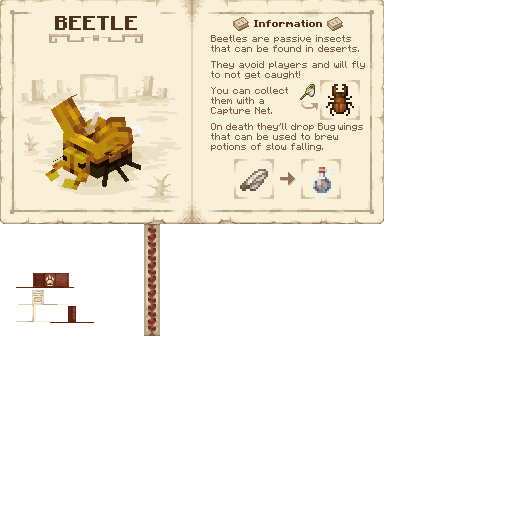 BEETLE
Information
Beetles are passive insects
that can be found in deserts.
They avoid players and will fly
to not get caught!
You can collect
them with a
Capture Net.
On death they'll drop Bugwings
that can be used to brew
potions of slow falling.